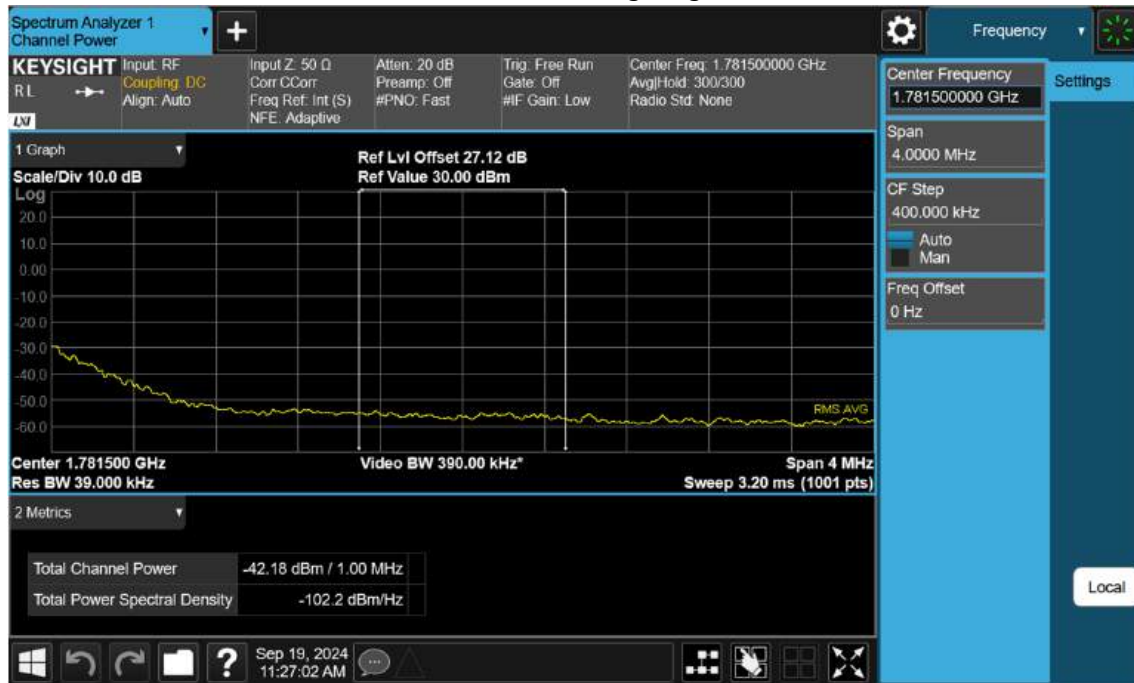 Spectrum Analyzer 1
Channel Power
Frequency
KEYSIGHT
RL
LXI
Input: RF
Coupling: DC
Align: Auto
Input Z: 50 Ω
Corr CCorr
Freq Ref: Int (S)
NFE: Adaptive
Atten: 20 dB
Preamp: Off
#PNO: Fast
Trig: Free Run
Gate: Off
#IF Gain: Low
Center Freq: 1.781500000 GHz
Avg|Hold: 300/300
Radio Std: None
1 Graph
Scale/Div 10.0 dB
Log
Ref Lvl Offset 27.12 dB
Ref Value 30.00 dBm
20.0
10.0
0.00
-10.0
-20.0
-30.0
-40.0
-50.0
-60.0
RMS AVG
Center 1.781500 GHz
Res BW 39.000 kHz
Video BW 390.00 kHz*
Span 4 MHz
Sweep 3.20 ms (1001 pts)
2 Metrics
Total Channel Power -42.18 dBm / 1.00 MHz
Total Power Spectral Density -102.2 dBm/Hz
Sep 19, 2024
11:27:02 AM
?
Center Frequency
1.781500000 GHz
Span
4.0000 MHz
CF Step
400.000 kHz
Auto
Man
Freq Offset
0 Hz
Settings
Local